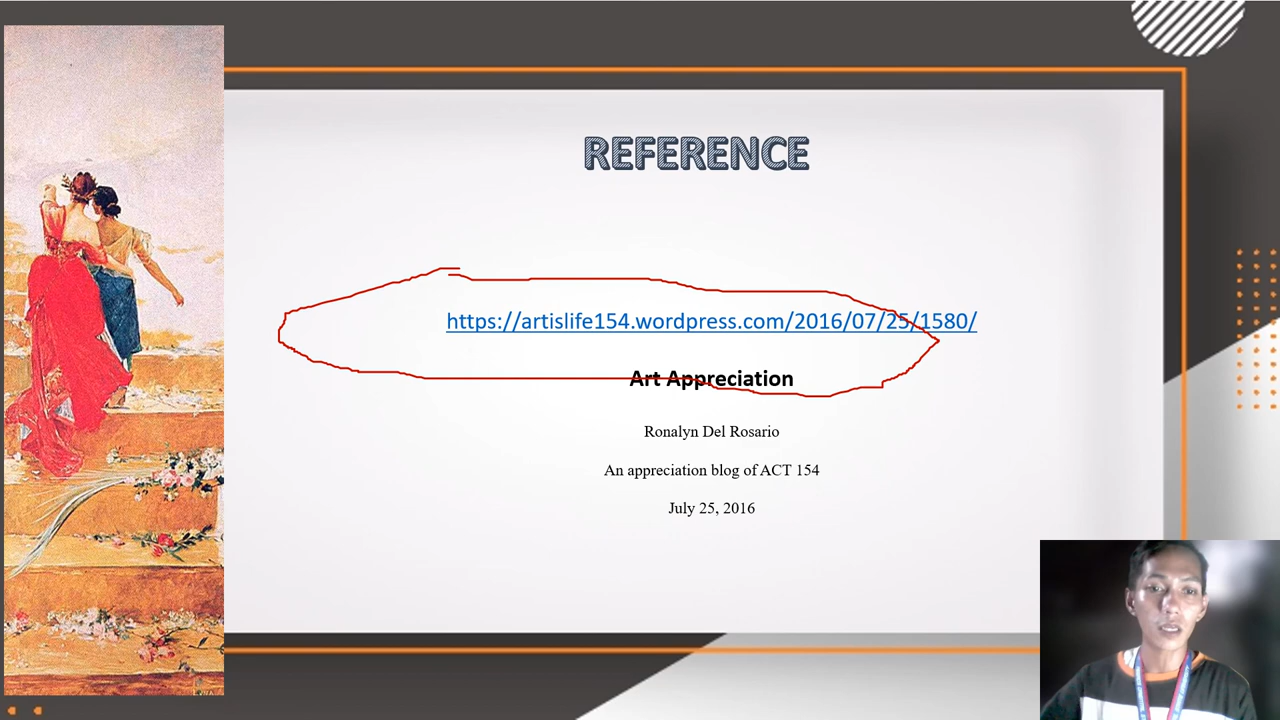 REFERENCE
https://artislife154.wordpress.com/2016/07/25/1580/
Art Appreciation
Ronalyn Del Rosario
An appreciation blog of ACT 154
July 25, 2016